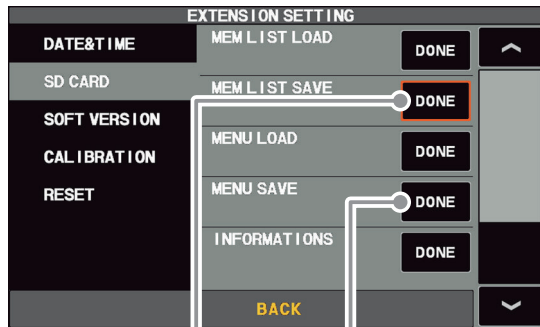 EXTENSION SETTING
DATE&TIME
SD CARD
SOFT VERSION
CALIBRATION
RESET
MEM LIST LOAD DONE
MEM LIST SAVE DONE
MENU LOAD DONE
MENU SAVE DONE
INFORMATIONS DONE
BACK